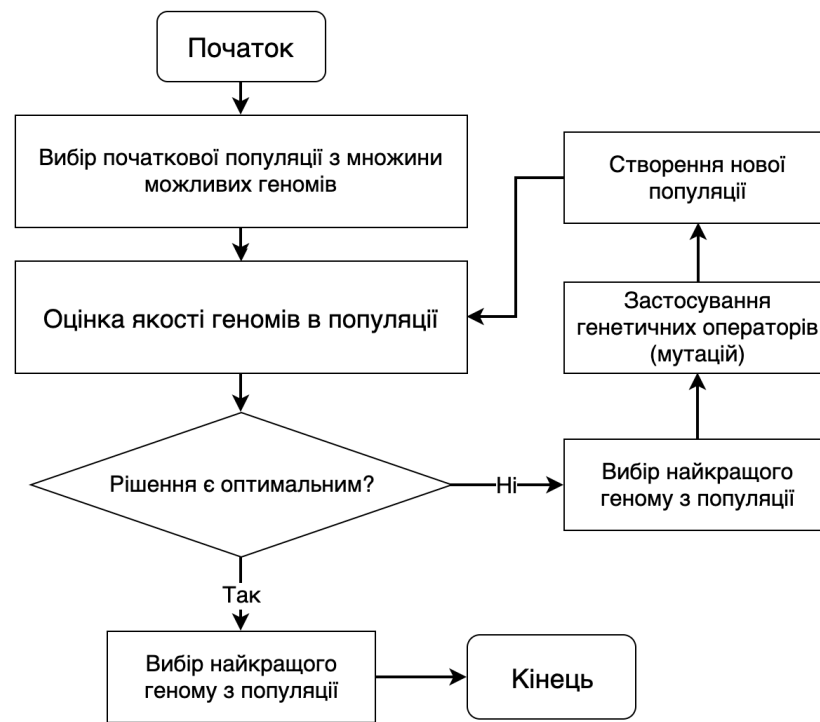 Початок
Вибір початкової популяції з множини
можливих геномів
Оцінка якості геномів в популяції
Рішення є оптимальним?
Ні
Вибір найкращого
геному з популяції
Застосування
генетичних операторів
(мутацій)
Створення нової
популяції
Так
Вибір найкращого
геному з популяції
Кінець